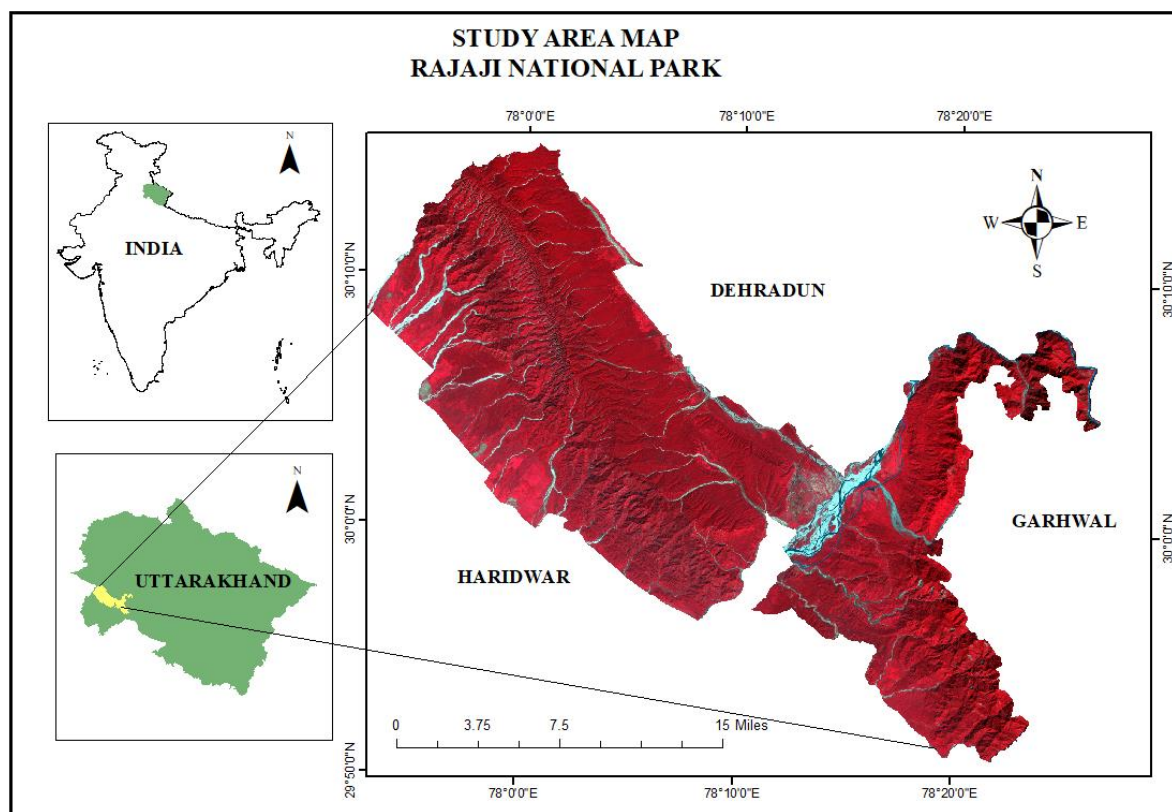 STUDY AREA MAP
RAJAJI NATIONAL PARK
78°0'0"E
78°10'0"E
78°20'0"E
N
INDIA
N
W
E
S
30°10'0"N
30°10'0"N
DEHRADUN
N
UTTARAKHAND
30°0'0"N
30°0'0"N
GARHWAL
HARIDWAR
0
3.75
7.5
15 Miles
29°50'0"N
78°0'0"E
78°10'0"E
78°20'0"E